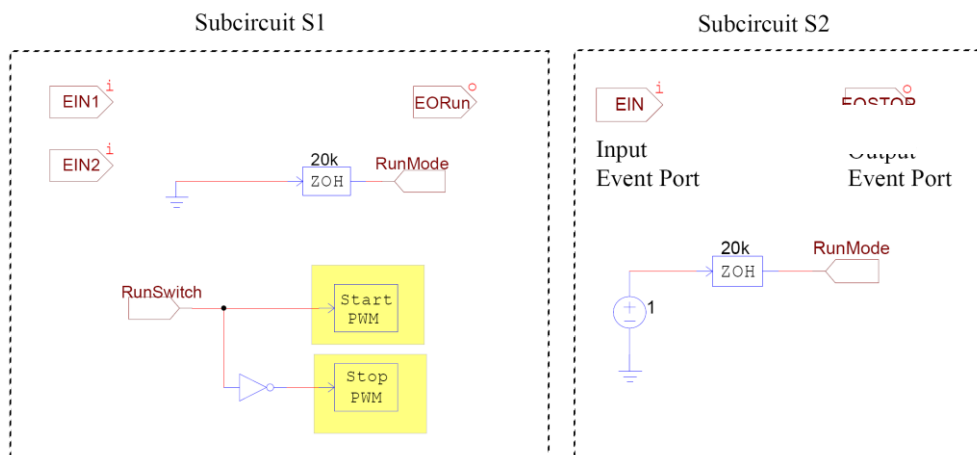 Subcircuit S1
Subcircuit S2
EIN1
i
EORun
o
EIN2
i
20k
ZOH
RunMode
RunSwitch
Start
PWM
Stop
PWM
EIN
i
o
Input
Event Port
Event Port
20k
ZOH
RunMode
1